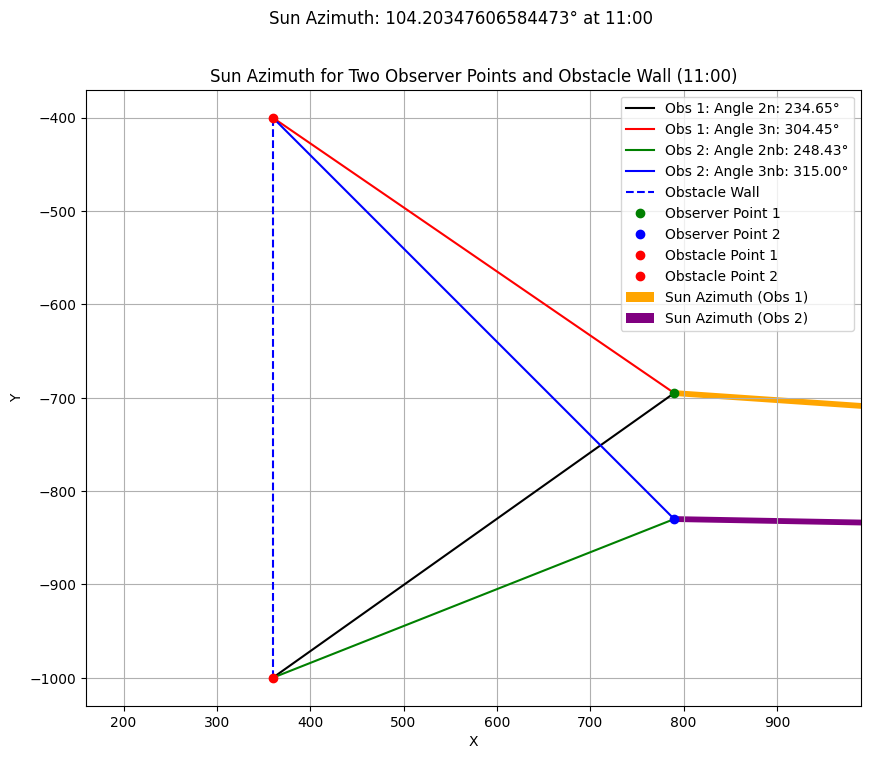 Sun Azimuth: 104.20347606584473° at 11:00
Sun Azimuth for Two Observer Points and Obstacle Wall (11:00)
Obs 1: Angle 2n: 234.65°
Obs 1: Angle 3n: 304.45°
Obs 2: Angle 2nb: 248.43°
Obs 2: Angle 3nb: 315.00°
Obstacle Wall
Observer Point 1
Observer Point 2
Obstacle Point 1
Obstacle Point 2
Sun Azimuth (Obs 1)
Sun Azimuth (Obs 2)
Y
−400
−500
−600
−700
−800
−900
−1000
200 300 400 500 600 700 800 900
X